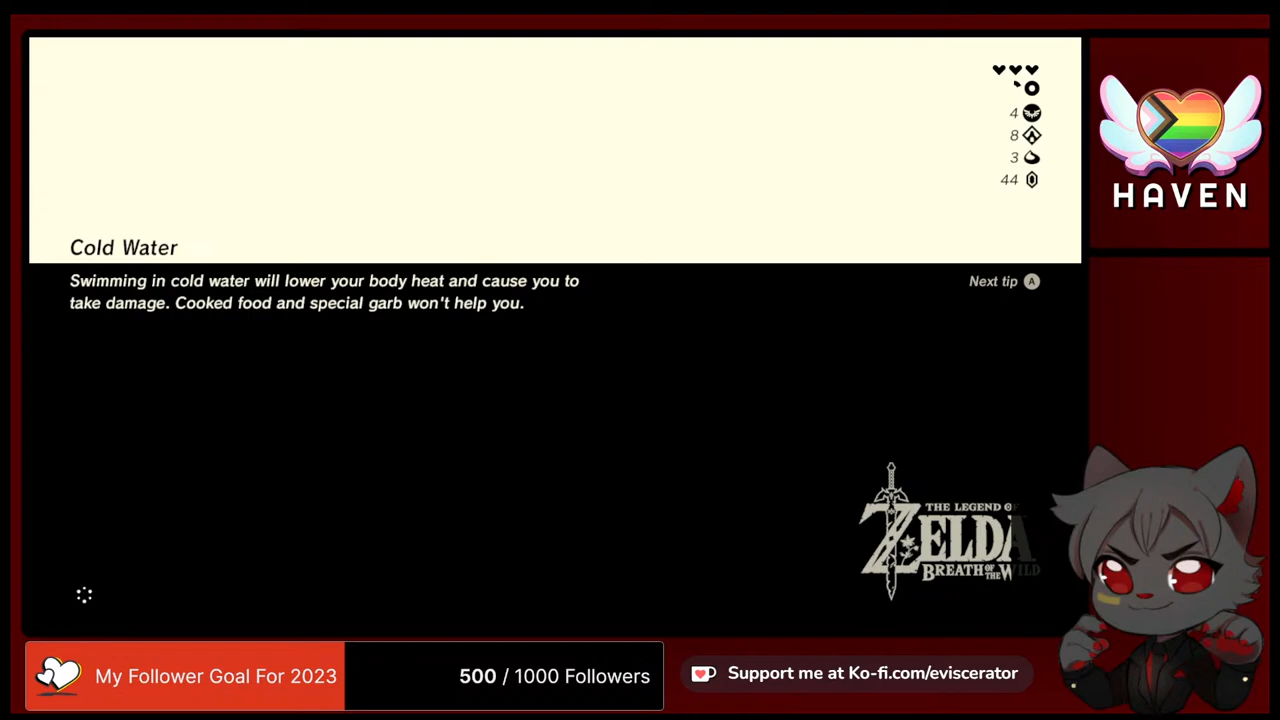 4
8
3
44
HAVEN
Cold Water
Swimming in cold water will lower your body heat and cause you to
take damage. Cooked food and special garb won't help you.
Next tip A
THE LEGEND OF
ZELDA
BREATH OF THE WILD
My Follower Goal For 2023
500 / 1000 Followers
Support me at Ko-fi.com/eviscerator